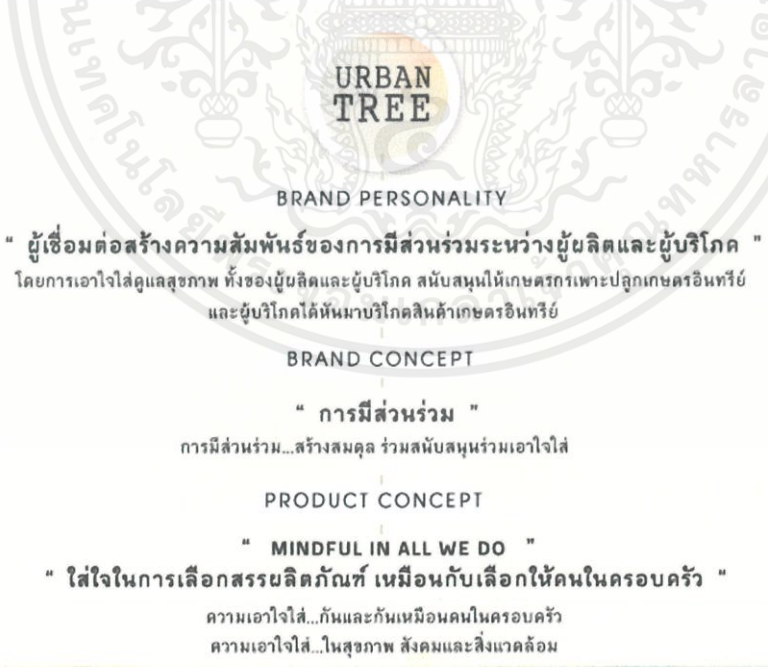 URBAN
TREE
BRAND PERSONALITY
" ผู้เชื่อมต่อสร้างความสัมพันธ์ของการมีส่วนร่วมระหว่างผู้ผลิตและผู้บริโภค "
โดยการเอาใจใส่ดูแลสุขภาพ ทั้งของผู้ผลิตและผู้บริโภค สนับสนุนให้เกษตรกรเพาะปลูกเกษตรอินทรีย์
และผู้บริโภคได้หันมาบริโภคสินค้าเกษตรอินทรีย์
BRAND CONCEPT
" การมีส่วนร่วม "
การมีส่วนร่วม...สร้างสมดุล ร่วมสนับสนุนร่วมเอาใจใส่
PRODUCT CONCEPT
" MINDFUL IN ALL WE DO "
" ใส่ใจในการเลือกสรรผลิตภัณฑ์ เหมือนกับเลือกให้คนในครอบครัว "
ความเอาใจใส่...กันและกันเหมือนคนในครอบครัว
ความเอาใจใส่...ในสุขภาพ สังคมและสิ่งแวดล้อม